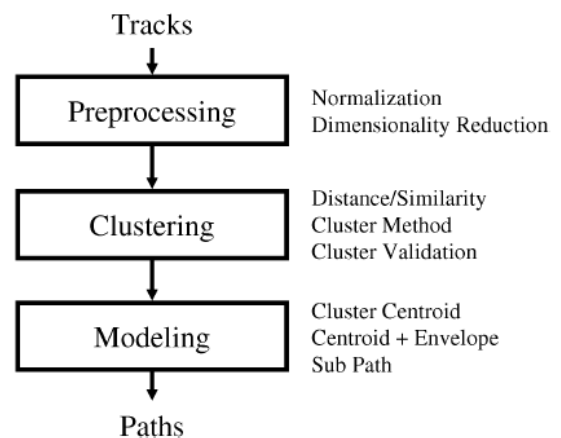 Tracks
Preprocessing
Normalization
Dimensionality Reduction
Clustering
Distance/Similarity
Cluster Method
Cluster Validation
Modeling
Cluster Centroid
Centroid + Envelope
Sub Path
Paths